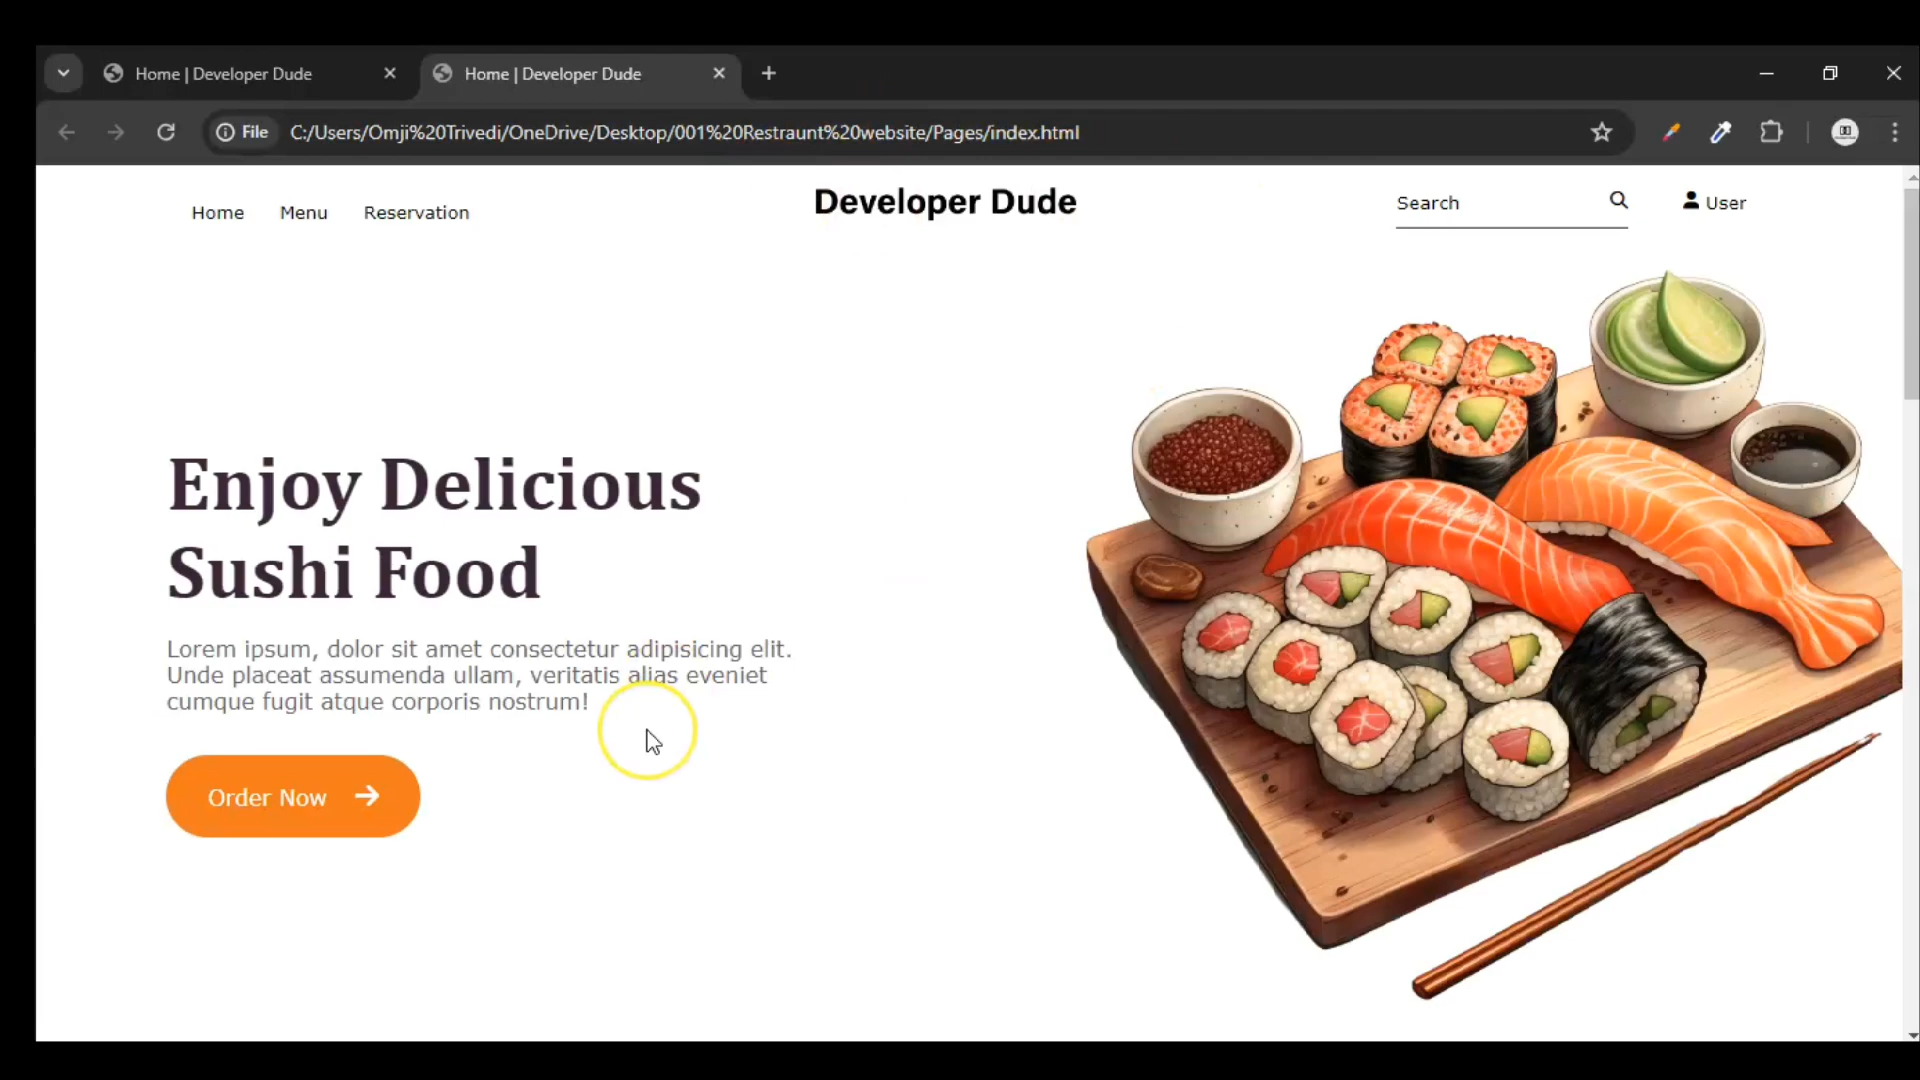 Home | Developer Dude
Home | Developer Dude
File
C:/Users/Omji%20Trivedi/OneDrive/Desktop/001%20Restraunt%20website/Pages/index.html
Home Menu Reservation
Developer Dude
Search
User
Enjoy Delicious
Sushi Food
Lorem ipsum, dolor sit amet consectetur adipisicing elit.
Unde placeat assumenda ullam, veritatis alias eveniet
cumque fugit atque corporis nostrum!
Order Now